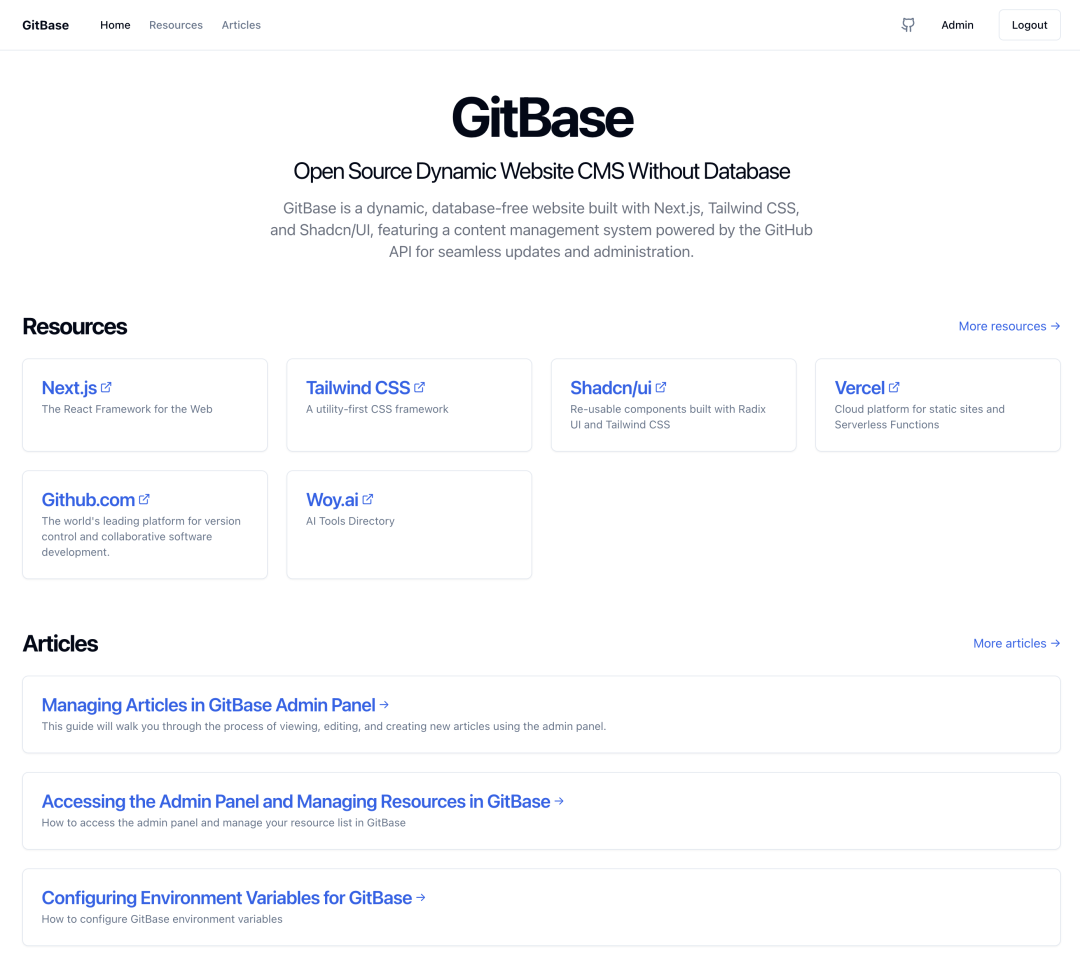 GitBase Home Resources Articles Admin Logout
GitBase
Open Source Dynamic Website CMS Without Database
GitBase is a dynamic, database-free website built with Next.js, Tailwind CSS,
and Shadcn/UI, featuring a content management system powered by the GitHub
API for seamless updates and administration.
Resources
More resources →
Next.js
The React Framework for the Web
Tailwind CSS
A utility-first CSS framework
Shadcn/ui
Re-usable components built with Radix
UI and Tailwind CSS
Vercel
Cloud platform for static sites and
Serverless Functions
Github.com
The world's leading platform for version
control and collaborative software
development.
Woy.ai
AI Tools Directory
Articles
More articles →
Managing Articles in GitBase Admin Panel →
This guide will walk you through the process of viewing, editing, and creating new articles using the admin panel.
Accessing the Admin Panel and Managing Resources in GitBase →
How to access the admin panel and manage your resource list in GitBase
Configuring Environment Variables for GitBase →
How to configure GitBase environment variables